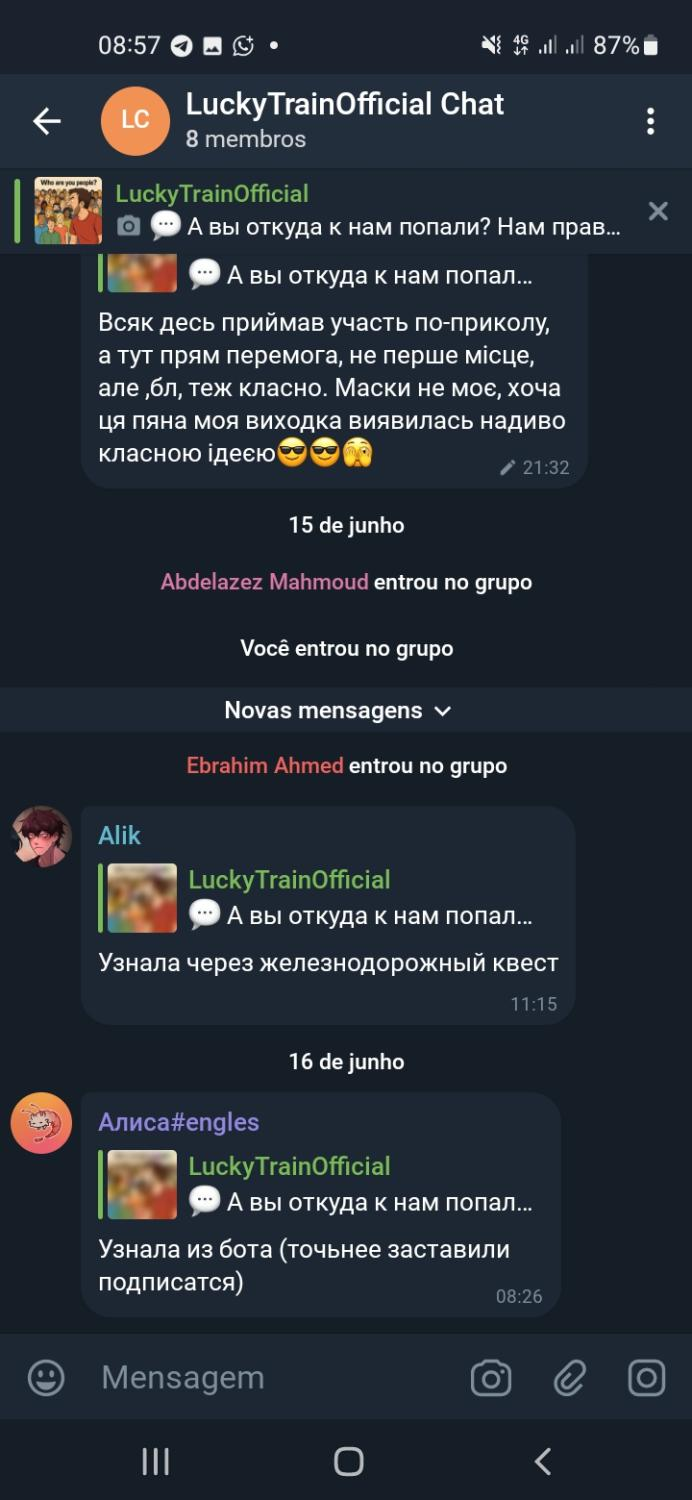 08:57
4G
87%
LC
LuckyTrainOfficial Chat
8 membros
Who are you people?
LuckyTrainOfficial
💬 А вы откуда к нам попали? Нам прав...
💬 А вы откуда к нам попал...
Всяк десь приймав участь по-приколу,
а тут прям перемога, не перше місце,
але ,бл, теж класно. Маски не моє, хоча
ця пяна моя виходка виявилась надиво
класною ідеєю😎😎🫣
21:32
15 de junho
Abdelazez Mahmoud entrou no grupo
Você entrou no grupo
Novas mensagens
Ebrahim Ahmed entrou no grupo
Alik
LuckyTrainOfficial
💬 А вы откуда к нам попал...
Узнала через железнодорожный квест
11:15
16 de junho
Алиса#engles
LuckyTrainOfficial
💬 А вы откуда к нам попал...
Узнала из бота (точьнее заставили
подписатся)
08:26
Mensagem